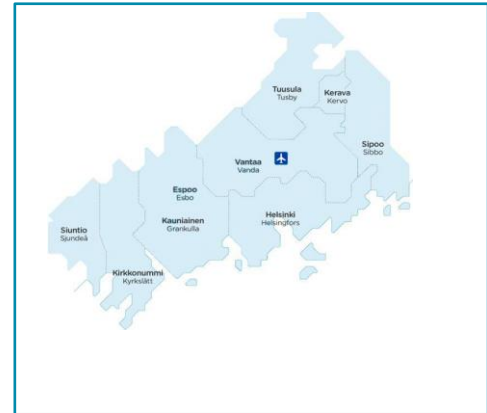 Tuusula
Tusby
Kerava
Kervo
Sipoo
Sibbo
Vantaa
Vanda
Espoo
Esbo
Kauniainen
Grankulla
Helsinki
Helsingfors
Siuntio
Sjundeå
Kirkkonummi
Kyrkslätt